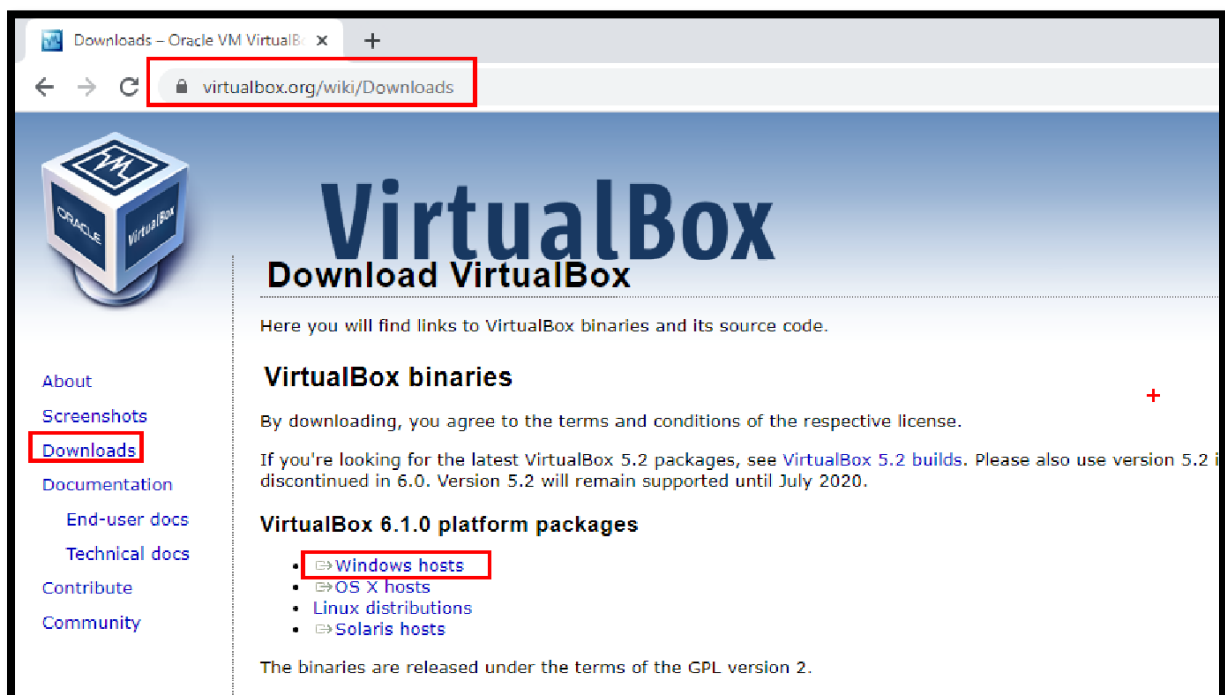 Downloads – Oracle VM VirtualB
virtualbox.org/wiki/Downloads
VM
ORACLE
VirtualBox
VirtualBox
Download VirtualBox
Here you will find links to VirtualBox binaries and its source code.
About
Screenshots
Downloads
Documentation
End-user docs
Technical docs
Contribute
Community
VirtualBox binaries
By downloading, you agree to the terms and conditions of the respective license.
If you're looking for the latest VirtualBox 5.2 packages, see VirtualBox 5.2 builds. Please also use version 5.2 i
discontinued in 6.0. Version 5.2 will remain supported until July 2020.
VirtualBox 6.1.0 platform packages
• Windows hosts
• OS X hosts
• Linux distributions
• Solaris hosts
The binaries are released under the terms of the GPL version 2.